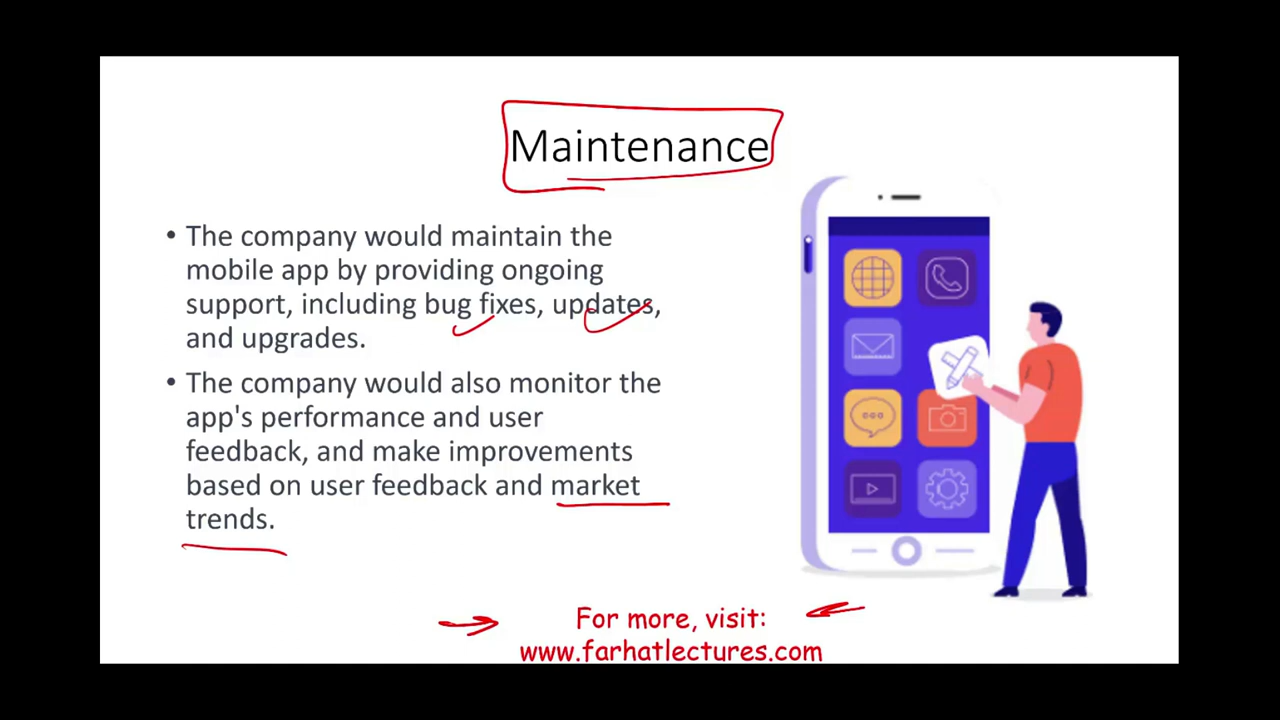 Maintenance
• The company would maintain the
mobile app by providing ongoing
support, including bug fixes, updates,
and upgrades.
• The company would also monitor the
app's performance and user
feedback, and make improvements
based on user feedback and market
trends.
For more, visit:
www.farhatlectures.com